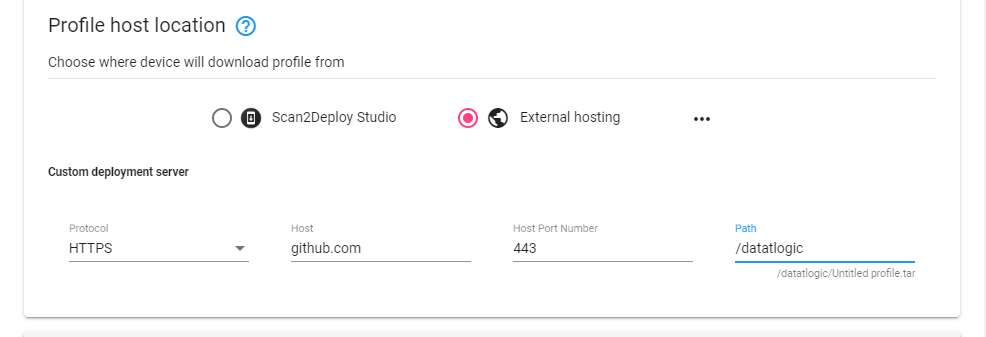 Profile host location ?
Choose where device will download profile from
Scan2Deploy Studio External hosting ...
Custom deployment server
Protocol Host Host Port Number Path
HTTPS github.com 443 /datatlogic
/datatlogic/Untitled profile.tar